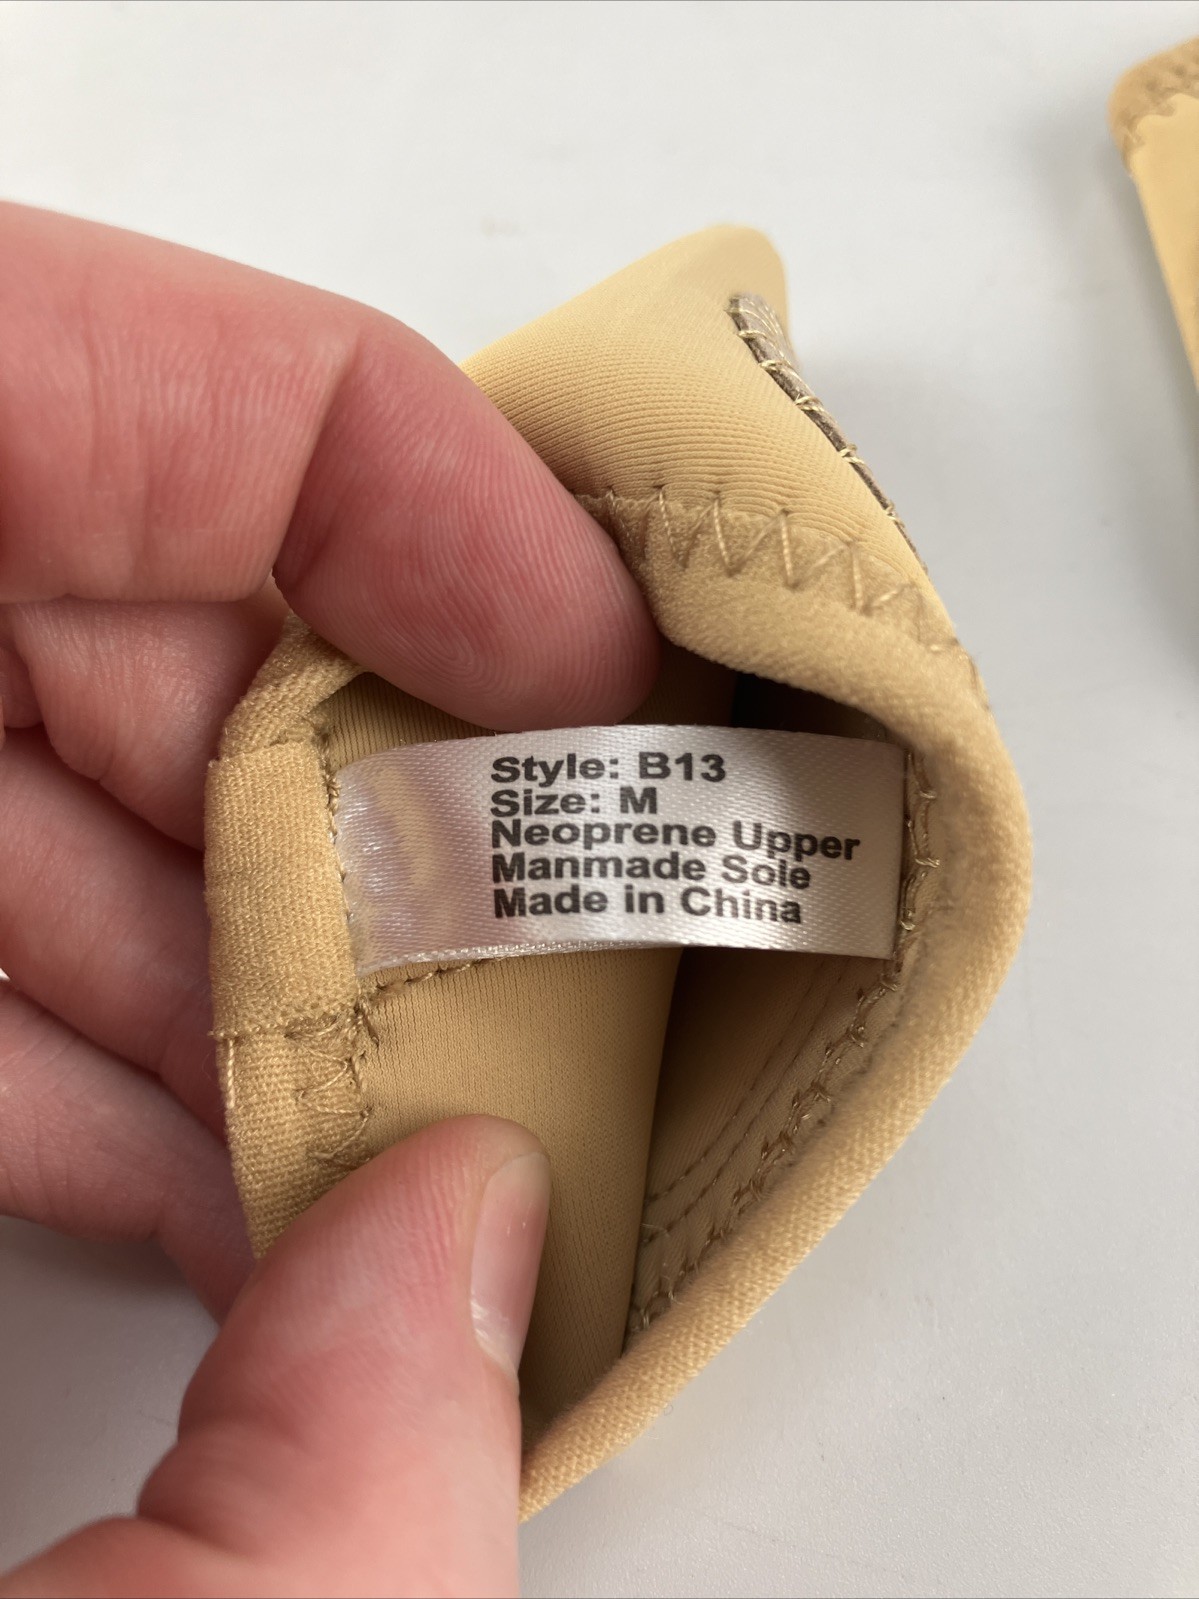 Style: B13
Size: M
Neoprene Upper
Manmade Sole
Made in China